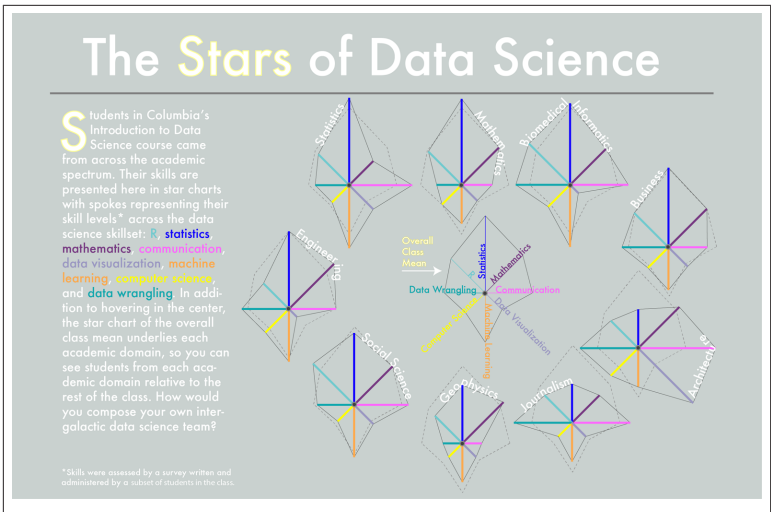 The Stars of Data Science
Students in Columbia's
Introduction to Data
Science course came
from across the academic
spectrum. Their skills are
presented here in star charts
with spokes representing their
skill levels* across the data
science skillset: R, statistics,
mathematics, communication,
data visualization, machine
learning, computer science,
and data wrangling. In addi-
tion to hovering in the center,
the star chart of the overall
class mean underlies each
academic domain, so you can
see students from each aca-
demic domain relative to the
rest of the class. How would
you compose your own inter-
galactic data science team?
*Skills were assessed by a survey written and
administered by a subset of students in the class.
Statistics
Mathematics
Biomedical Informatics
Business
Engineering
Overall
Class
Mean
Statistics
Mathematics
R
Data Wrangling
Communication
Computer Science
Machine Learning
Data Visualization
Architecture
Social Science
Geophysics
Journalism